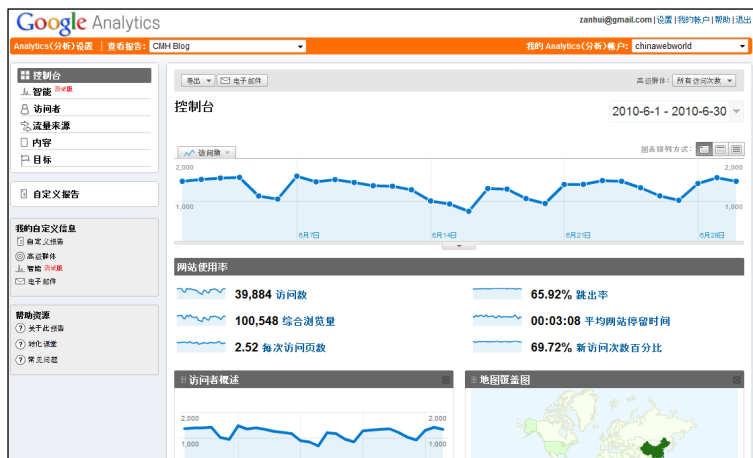 Google Analytics
zanhui@gmail.com | 设置 | 我的帐户 | 帮助 | 退出
Analytics(分析)设置 | 查看报告: CMH Blog
我的 Analytics(分析)帐户: chinawebworld
控制台
智能 测试版
访问者
流量来源
内容
目标
自定义报告
我的自定义信息
自定义报告
高级群体
智能 测试版
电子邮件
帮助资源
关于此报告
转化课堂
常见问题
导出 电子邮件
高级群体: 所有访问次数
控制台
2010-6-1 - 2010-6-30
访问数
图表排列方式:
2,000 2,000
1,000 1,000
6月7日 6月14日 6月21日 6月28日
网站使用率
39,884 访问数
65.92% 跳出率
100,548 综合浏览量
00:03:08 平均网站停留时间
2.52 每次访问页数
69.72% 新访问次数百分比
访问者概述
地图覆盖图
2,000 2,000
1,000 1,000